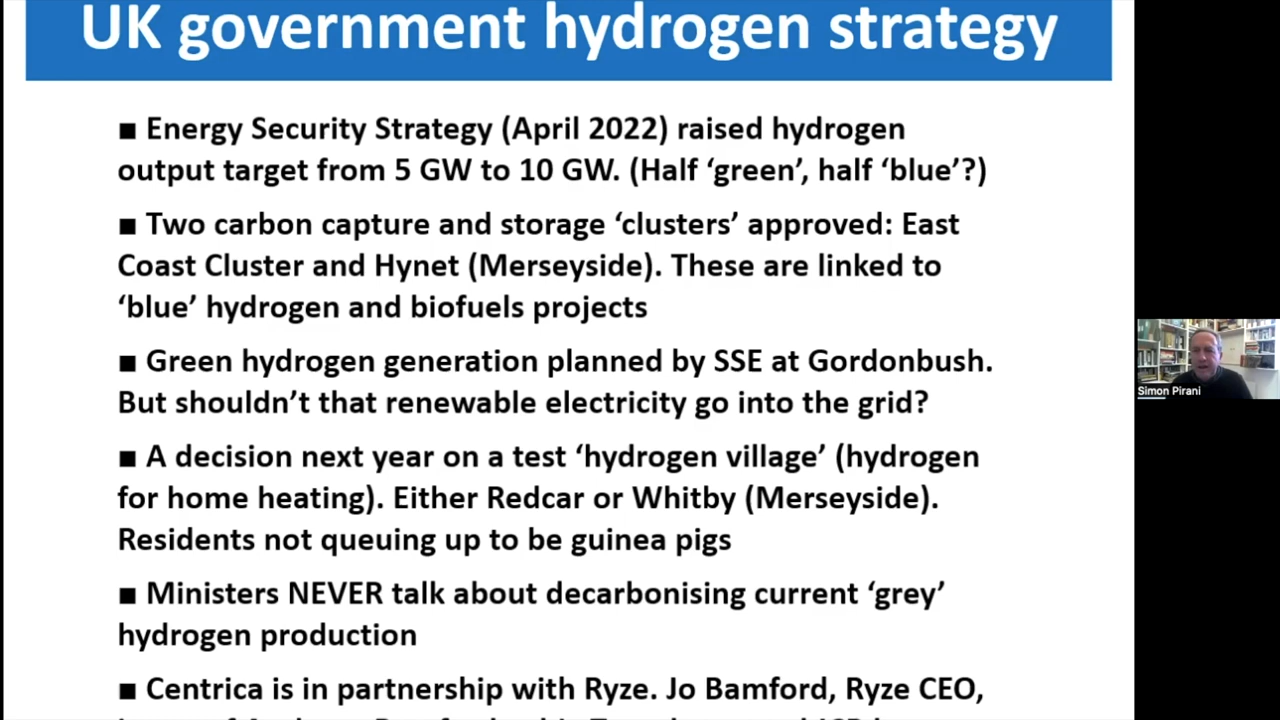 UK government hydrogen strategy
■ Energy Security Strategy (April 2022) raised hydrogen
output target from 5 GW to 10 GW. (Half ‘green’, half ‘blue’?)
■ Two carbon capture and storage ‘clusters’ approved: East
Coast Cluster and Hynet (Merseyside). These are linked to
‘blue’ hydrogen and biofuels projects
■ Green hydrogen generation planned by SSE at Gordonbush.
But shouldn’t that renewable electricity go into the grid?
■ A decision next year on a test ‘hydrogen village’ (hydrogen
for home heating). Either Redcar or Whitby (Merseyside).
Residents not queuing up to be guinea pigs
■ Ministers NEVER talk about decarbonising current ‘grey’
hydrogen production
■ Centrica is in partnership with Ryze. Jo Bamford, Ryze CEO,
Simon Pirani